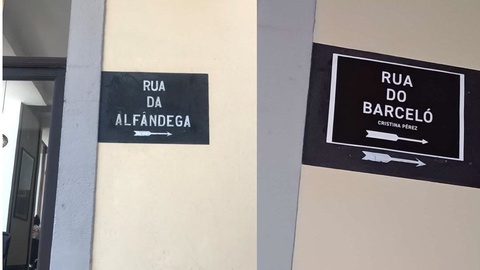 RUA
DA
ALFÂNDEGA
RUA
DO
BARCELÓ
CRISTINA PÉREZ